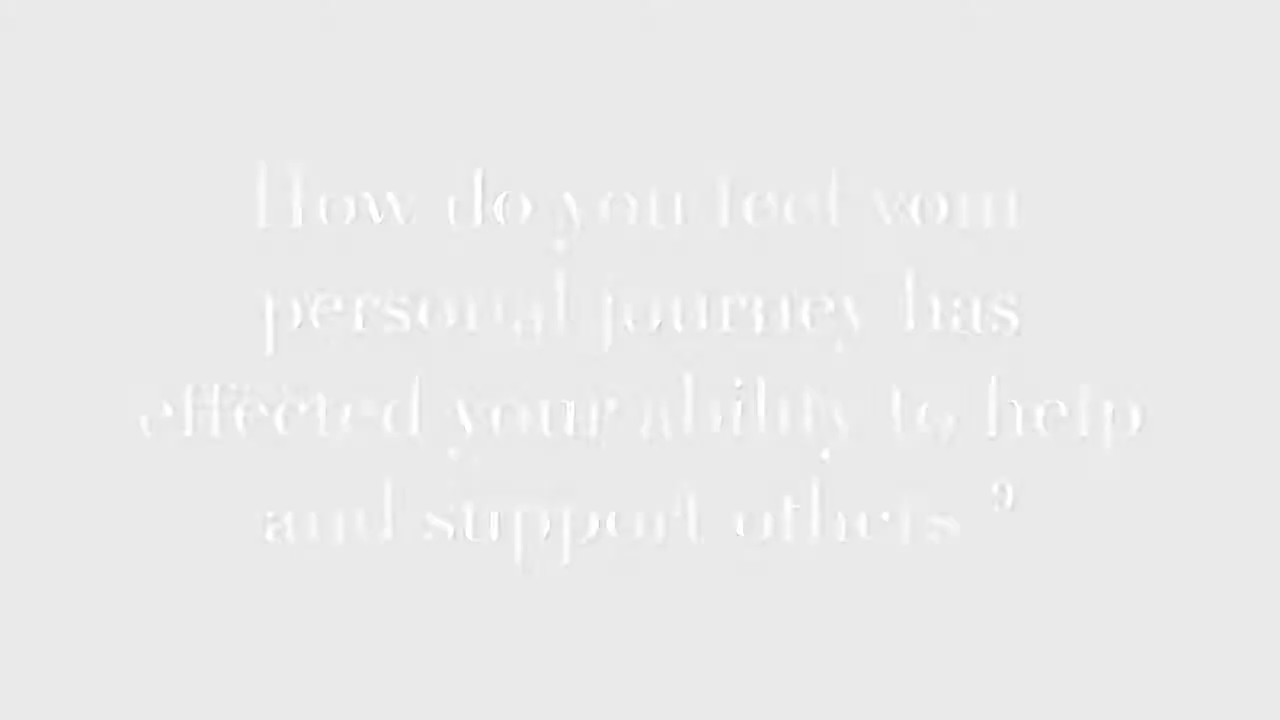 How do you feel your
personal journey has
effected your ability to help
and support others ?